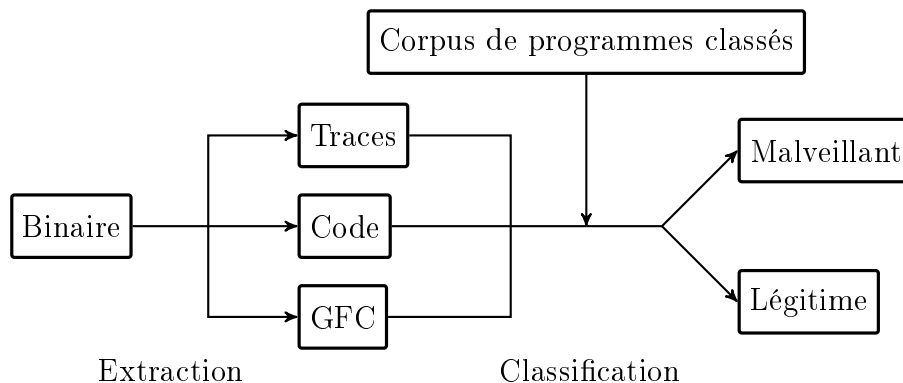 Corpus de programmes classés
Traces
Malveillant
Binaire
Code
Légitime
GFC
Extraction
Classification